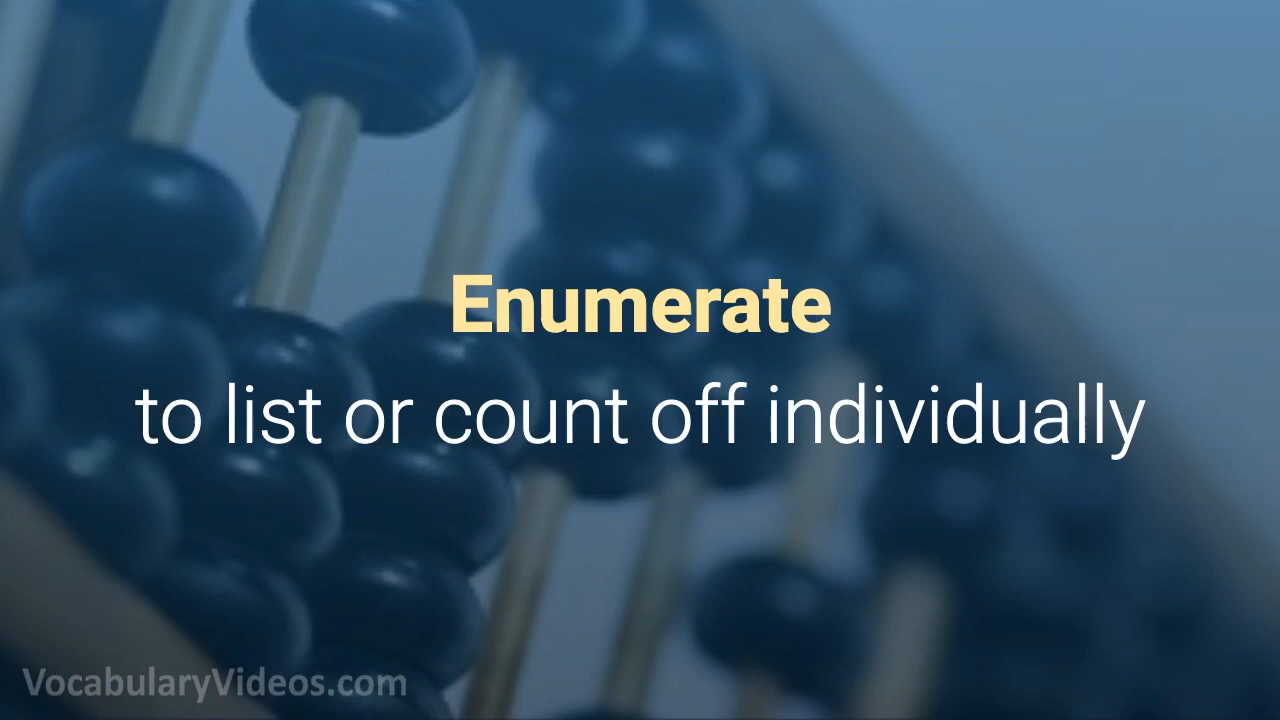 Enumerate
to list or count off individually
VocabularyVideos.com